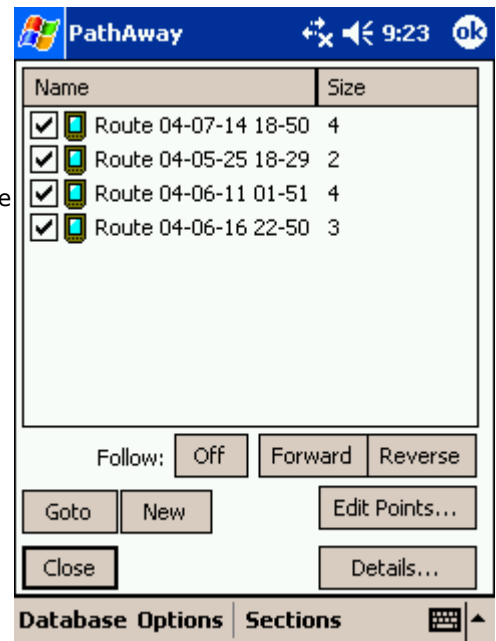 PathAway 9:23 ok
Name Size
Route 04-07-14 18-50 4
Route 04-05-25 18-29 2
e
Route 04-06-11 01-51 4
Route 04-06-16 22-50 3
Follow: Off Forward Reverse
Goto New Edit Points...
Close Details...
Database Options Sections